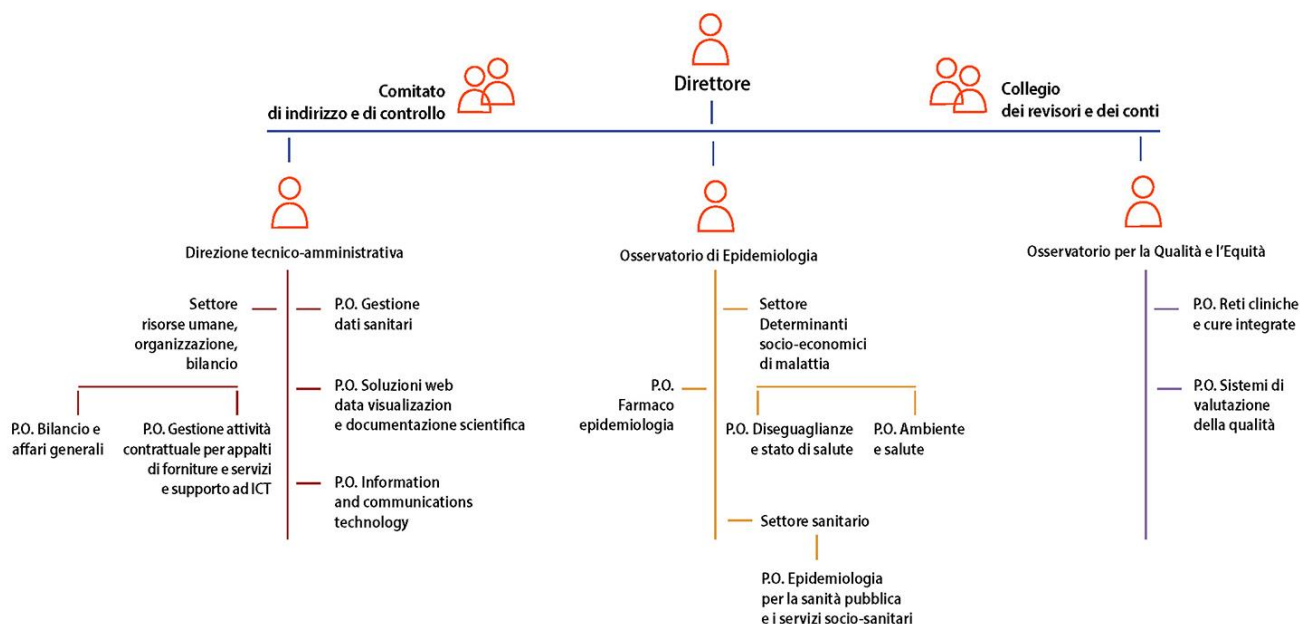 Direttore
Comitato
di indirizzo e di controllo
Collegio
dei revisori e dei conti
Direzione tecnico-amministrativa
Settore
risorse umane,
organizzazione,
bilancio
P.O. Bilancio e
affari generali
P.O. Gestione attività
contrattuale per appalti
di forniture e servizi
e supporto ad ICT
P.O. Gestione
dati sanitari
P.O. Soluzioni web
data visualizazion
e documentazione scientifica
P.O. Information
and communications
technology
Osservatorio di Epidemiologia
P.O.
Farmaco
epidemiologia
Settore
Determinanti
socio-economici
di malattia
P.O. Diseguaglianze
e stato di salute
P.O. Ambiente
e salute
Settore sanitario
P.O. Epidemiologia
per la sanità pubblica
e i servizi socio-sanitari
Osservatorio per la Qualità e l'Equità
P.O. Reti cliniche
e cure integrate
P.O. Sistemi di
valutazione
della qualità